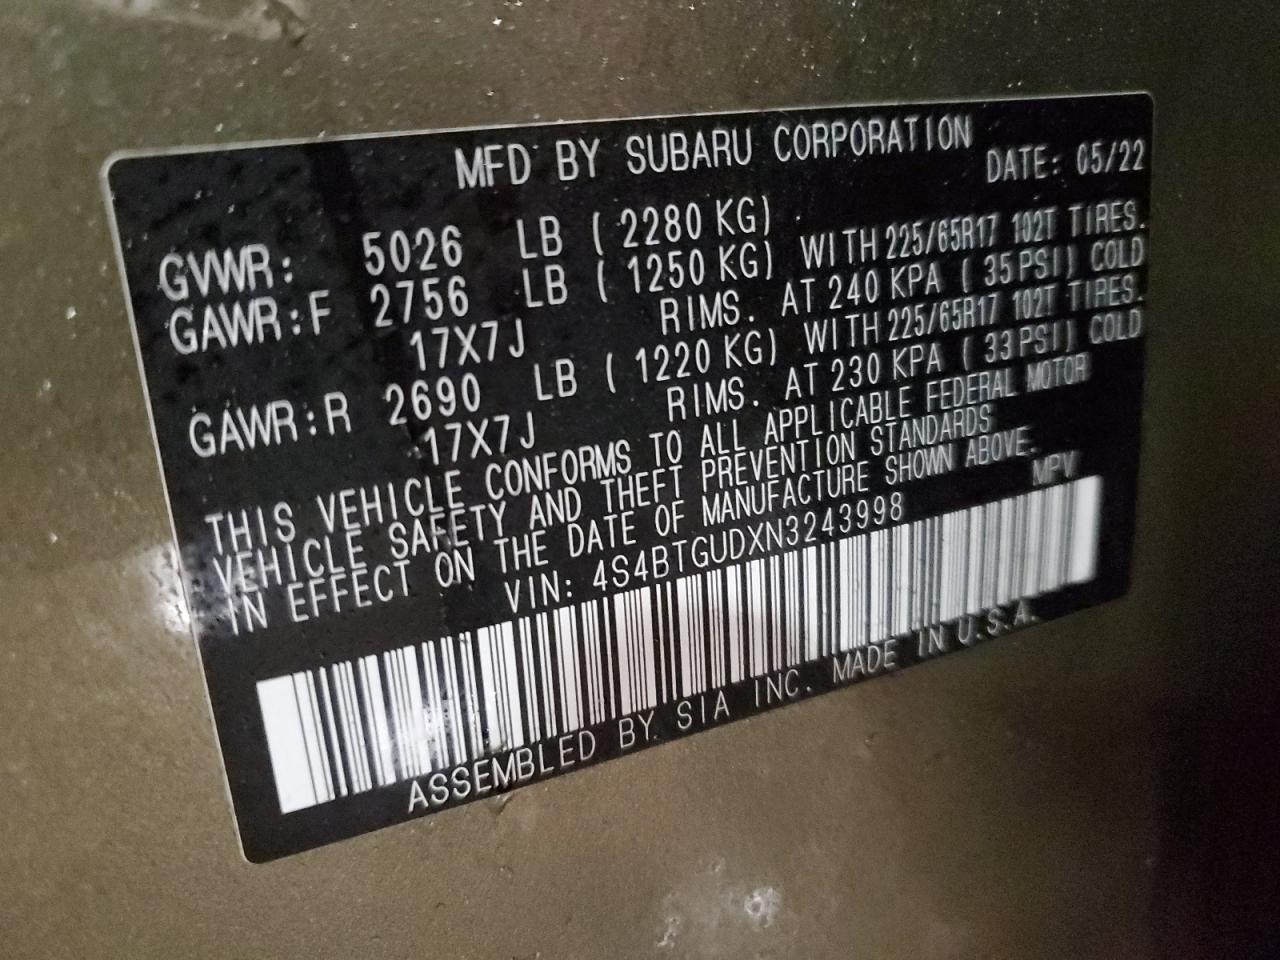 MFD BY SUBARU CORPORATION
DATE: 05/22
GVWR: 5026 LB ( 2280 KG)
GAWR:F 2756 LB ( 1250 KG) WITH 225/65R17 102T TIRES.
17X7J RIMS. AT 240 KPA ( 35 PSI) COLD
GAWR:R 2690 LB ( 1220 KG) WITH 225/65R17 102T TIRES.
17X7J RIMS. AT 230 KPA ( 33 PSI) COLD
THIS VEHICLE CONFORMS TO ALL APPLICABLE FEDERAL MOTOR
VEHICLE SAFETY AND THEFT PREVENTION STANDARDS
IN EFFECT ON THE DATE OF MANUFACTURE SHOWN ABOVE.
VIN: 4S4BTGUDXN3243998 MPV
ASSEMBLED BY SIA INC. MADE IN U.S.A.